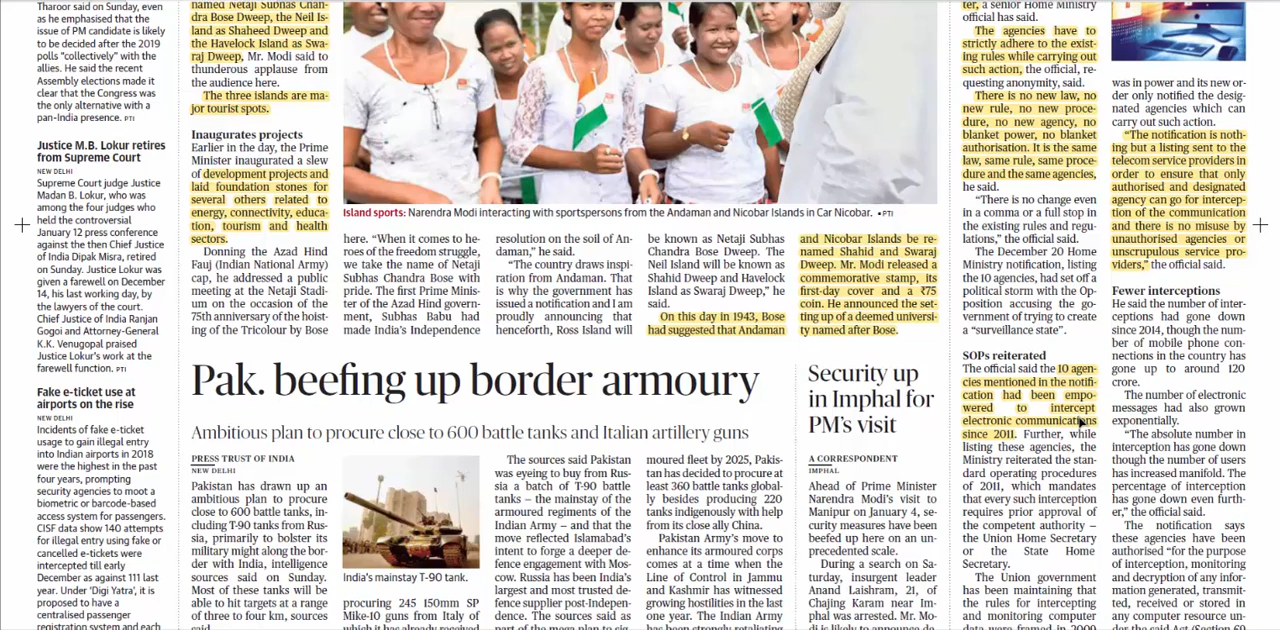 Tharoor said on Sunday, even
as he emphasised that the
issue of PM candidate is likely
to be decided after the 2019
polls "collectively" with the
allies. He said the recent
Assembly elections made it
clear that the Congress was
the only alternative with a
pan-India presence. PTI
Justice M.B. Lokur retires
from Supreme Court
NEW DELHI
Supreme Court judge Justice
Madan B. Lokur, who was
among the four judges who
held the controversial
January 12 press conference
against the then Chief Justice
of India Dipak Misra, retired
on Sunday. Justice Lokur was
given a farewell on December
14, his last working day, by
the lawyers of the court.
Chief Justice of India Ranjan
Gogoi and Attorney-General
K.K. Venugopal praised
Justice Lokur's work at the
farewell function. PTI
Fake e-ticket use at
airports on the rise
NEW DELHI
Incidents of fake e-ticket
usage to gain illegal entry
into Indian airports in 2018
were the highest in the past
four years, prompting
security agencies to moot a
biometric or barcode-based
access system for passengers.
CISF data show 140 attempts
for illegal entry using fake or
cancelled e-tickets were
intercepted till early
December as against 111 last
year. Under 'Digi Yatra', it is
proposed to have a
centralised passenger
registration system and each
named Netaji Subhas Chan-
dra Bose Dweep, the Neil Is-
land as Shaheed Dweep and
the Havelock Island as Swa-
raj Dweep, Mr. Modi said to
thunderous applause from
the audience here.
The three islands are ma-
jor tourist spots.
Inaugurates projects
Earlier in the day, the Prime
Minister inaugurated a slew
of development projects and
laid foundation stones for
several others related to
energy, connectivity, educa-
tion, tourism and health
sectors.
Donning the Azad Hind
Fauj (Indian National Army)
cap, he addressed a public
meeting at the Netaji Stadi-
um on the occasion of the
75th anniversary of the hoist-
ing of the Tricolour by Bose
Island sports: Narendra Modi interacting with sportspersons from the Andaman and Nicobar Islands in Car Nicobar. •PTI
here. "When it comes to he-
roes of the freedom struggle,
we take the name of Netaji
Subhas Chandra Bose with
pride. The first Prime Minis-
ter of the Azad Hind govern-
ment, Subhas Babu had
made India's Independence
resolution on the soil of An-
daman," he said.
"The country draws inspi-
ration from Andaman. That
is why the government has
issued a notification and I am
proudly announcing that
henceforth, Ross Island will
be known as Netaji Subhas
Chandra Bose Dweep. The
Neil Island will be known as
Shaheed Dweep and Havelock
Island as Swaraj Dweep," he
said.
On this day in 1943, Bose
had suggested that Andaman
and Nicobar Islands be re-
named Shahid and Swaraj
Dweep. Mr. Modi released a
commemorative stamp, its
first-day cover and a ₹75
coin. He announced the set-
ting up of a deemed universi-
ty named after Bose.
Pak. beefing up border armoury
Ambitious plan to procure close to 600 battle tanks and Italian artillery guns
PRESS TRUST OF INDIA
NEW DELHI
Pakistan has drawn up an
ambitious plan to procure
close to 600 battle tanks, in-
cluding T-90 tanks from Rus-
sia, primarily to bolster its
military might along the bor-
der with India, intelligence
sources said on Sunday.
Most of these tanks will be
able to hit targets at a range
of three to four km, sources
said.
India's mainstay T-90 tank.
procuring 245 150mm SP
Mike-10 guns from Italy of
which it has already received
The sources said Pakistan
was eyeing to buy from Rus-
sia a batch of T-90 battle
tanks – the mainstay of the
armoured regiments of the
Indian Army – and that the
move reflected Islamabad's
intent to forge a deeper de-
fence engagement with Mos-
cow. Russia has been India's
largest and most trusted de-
fence supplier post-Indepen-
dence. The sources said as
part of the mega plan to sig-
moured fleet by 2025, Pakis-
tan has decided to procure at
least 360 battle tanks global-
ly besides producing 220
tanks indigenously with help
from its close ally China.
Pakistan Army's move to
enhance its armoured corps
comes at a time when the
Line of Control in Jammu
and Kashmir has witnessed
growing hostilities in the last
one year. The Indian Army
has been strongly retaliating
Security up
in Imphal for
PM's visit
A CORRESPONDENT
IMPHAL
Ahead of Prime Minister
Narendra Modi's visit to
Manipur on January 4, sec-
urity measures have been
beefed up here on an un-
precedented scale.
During a search on Sa-
turday, insurgent leader
Anand Laishram, 21, of
Chajing Karam near Im-
phal was arrested. Mr. Mo-
di is likely to announce de-
ter, a senior Home Ministry
official has said.
The agencies have to
strictly adhere to the exist-
ing rules while carrying out
such action, the official, re-
questing anonymity, said.
There is no new law, no
new rule, no new proce-
dure, no new agency, no
blanket power, no blanket
authorisation. It is the same
law, same rule, same proce-
dure and the same agencies,
he said.
"There is no change even
in a comma or a full stop in
the existing rules and regu-
lations," the official said.
The December 20 Home
Ministry notification, listing
the 10 agencies, had set off a
political storm with the Op-
position accusing the go-
vernment of trying to create
a "surveillance state".
SOPs reiterated
The official said the 10 agen-
cies mentioned in the notifi-
cation had been empo-
wered to intercept
electronic communications
since 2011. Further, while
listing these agencies, the
Ministry reiterated the stan-
dard operating procedures
of 2011, which mandates
that every such interception
requires prior approval of
the competent authority –
the Union Home Secretary
or the State Home
Secretary.
The Union government
has been maintaining that
the rules for intercepting
and monitoring computer
data were framed in 2009
was in power and its new or-
der only notified the desig-
nated agencies which can
carry out such action.
"The notification is noth-
ing but a listing sent to the
telecom service providers in
order to ensure that only
authorised and designated
agency can go for intercep-
tion of the communication
and there is no misuse by
unauthorised agencies or
unscrupulous service pro-
viders," the official said.
Fewer interceptions
He said the number of inter-
ceptions had gone down
since 2014, though the num-
ber of mobile phone con-
nections in the country has
gone up to around 120
crore.
The number of electronic
messages had also grown
exponentially.
"The absolute number in
interception has gone down
though the number of users
has increased manifold. The
percentage of interception
has gone down even furth-
er," the official said.
The notification says
these agencies have been
authorised "for the purpose
of interception, monitoring
and decryption of any infor-
mation generated, transmit-
ted, received or stored in
any computer resource un-